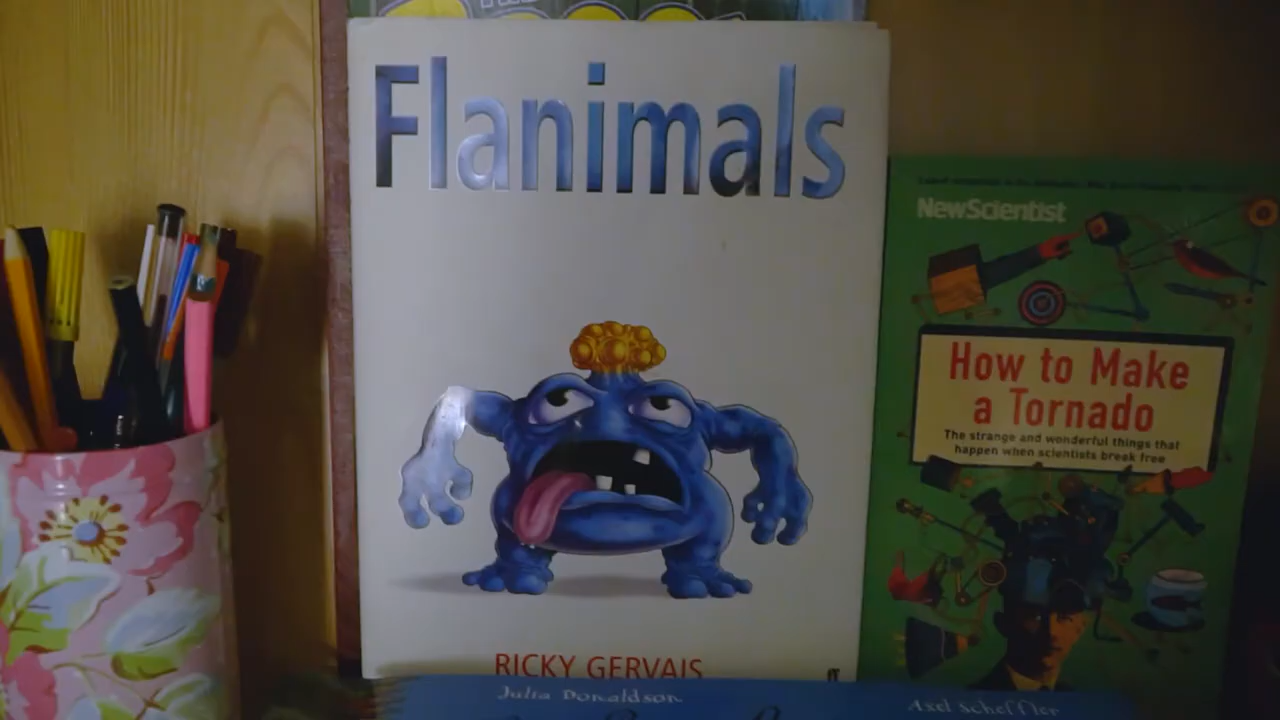 Flanimals
RICKY GERVAIS
ff
NewScientist
How to Make
a Tornado
The strange and wonderful things that
happen when scientists break free
Julia Donaldson
Axel Scheffler